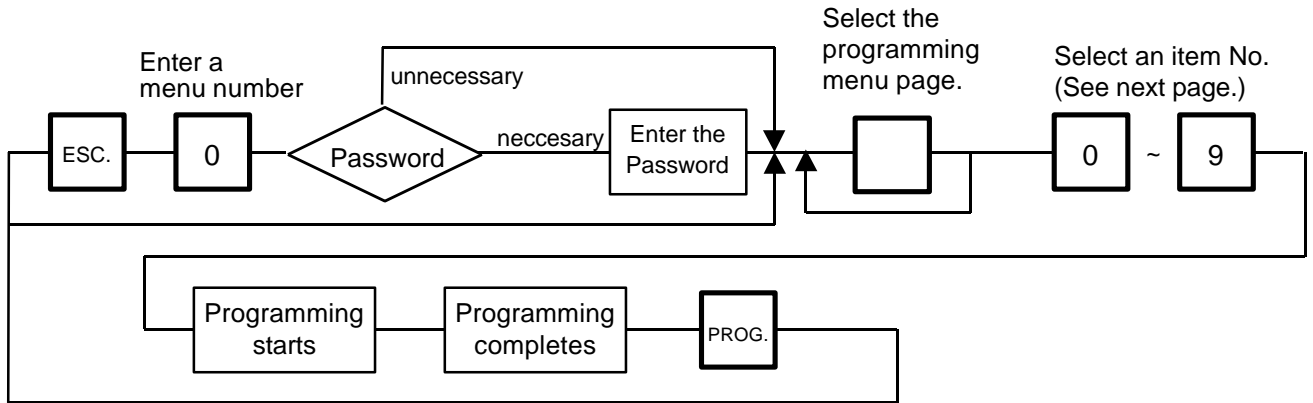 Enter a
menu number
ESC.
0
Password
unnecessary
neccesary
Enter the
Password
Select the
programming
menu page.
Select an item No.
(See next page.)
0 ~ 9
Programming
starts
Programming
completes
PROG.